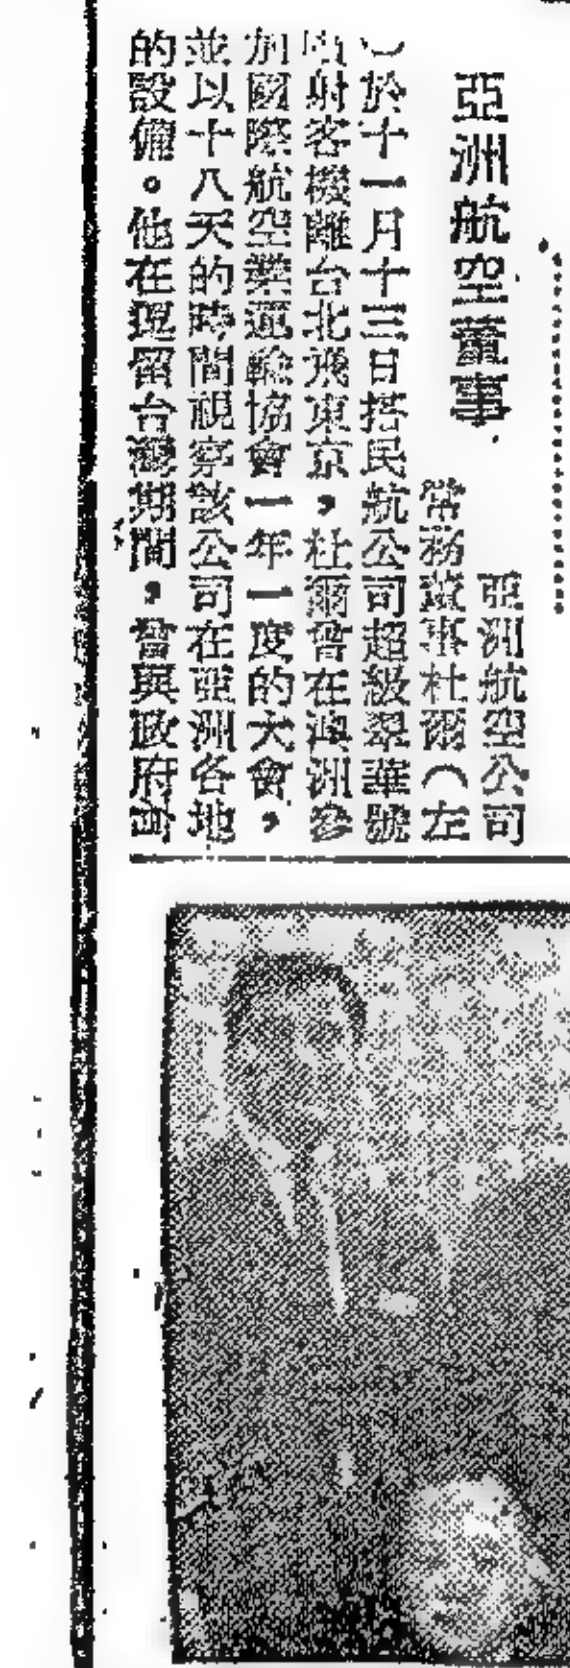 亞洲航空董事
亞洲航空公司
常務董事杜爾(左
)於十一月十三日搭民航公司超級翠華號
噴射客機離台北飛東京,杜爾曾在澳洲參
加國際航空業運輸協會一年一度的大會,
並以十八天的時間視察該公司在亞洲各地
的設備。他在逗留台灣期間,曾與政府